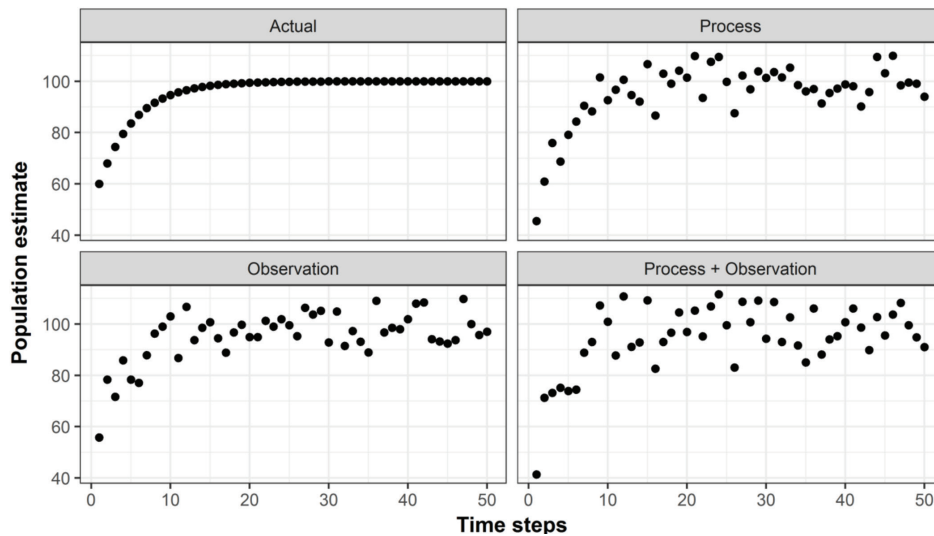 Actual
Process
100
80
60
40
Observation
Process + Observation
100
80
60
40
0 10 20 30 40 50
0 10 20 30 40 50
Population estimate
Time steps